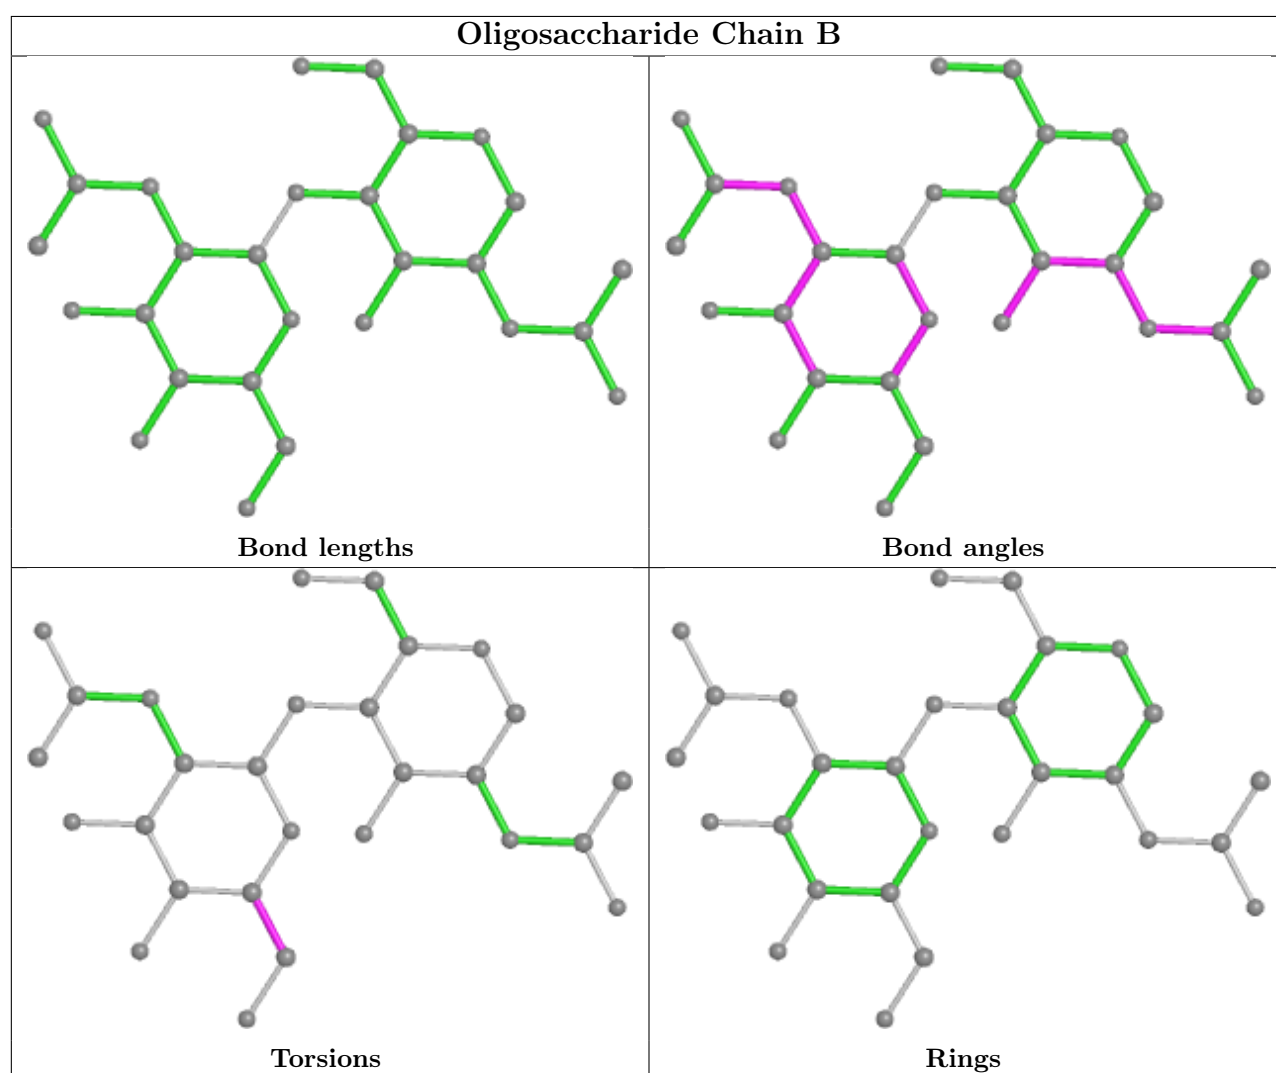 Oligosaccharide Chain B
Bond lengths
Bond angles
Torsions
Rings